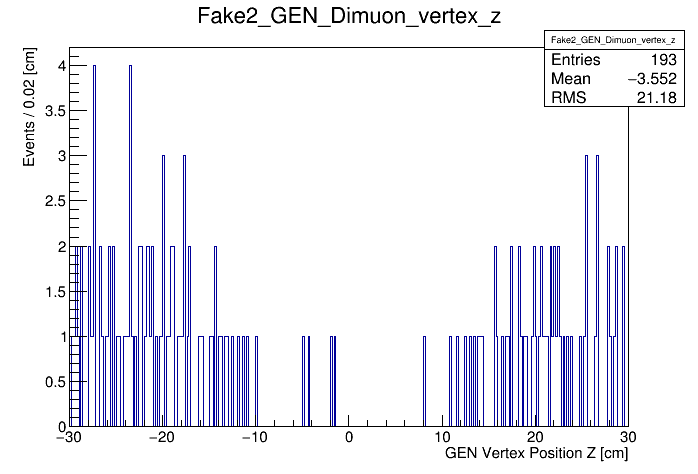 Fake2_GEN_Dimuon_vertex_z
Fake2_GEN_Dimuon_vertex_z
Entries 193
Mean −3.552
RMS 21.18
Events / 0.02 [cm]
4
3.5
3
2.5
2
1.5
1
0.5
0
−30 −20 −10 0 10 20 30
GEN Vertex Position Z [cm]